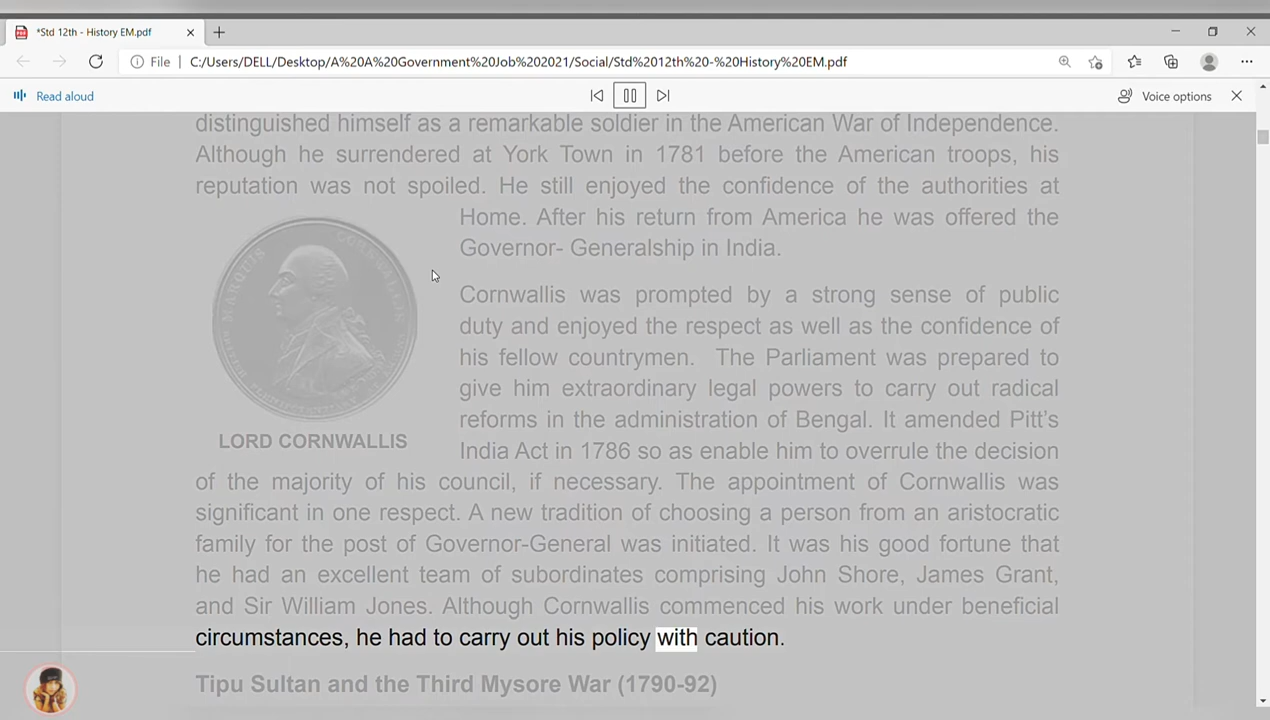 *Std 12th - History EM.pdf
File
C:/Users/DELL/Desktop/A%20A%20Government%20Job%202021/Social/Std%2012th%20-%20History%20EM.pdf
Read aloud
Voice options
distinguished himself as a remarkable soldier in the American War of Independence.
Although he surrendered at York Town in 1781 before the American troops, his
reputation was not spoiled. He still enjoyed the confidence of the authorities at
Home. After his return from America he was offered the
Governor- Generalship in India.
MARQUIS CORNWALLIS
LORD CORNWALLIS
Cornwallis was prompted by a strong sense of public
duty and enjoyed the respect as well as the confidence of
his fellow countrymen. The Parliament was prepared to
give him extraordinary legal powers to carry out radical
reforms in the administration of Bengal. It amended Pitt's
India Act in 1786 so as enable him to overrule the decision
of the majority of his council, if necessary. The appointment of Cornwallis was
significant in one respect. A new tradition of choosing a person from an aristocratic
family for the post of Governor-General was initiated. It was his good fortune that
he had an excellent team of subordinates comprising John Shore, James Grant,
and Sir William Jones. Although Cornwallis commenced his work under beneficial
circumstances, he had to carry out his policy with caution.
Tipu Sultan and the Third Mysore War (1790-92)